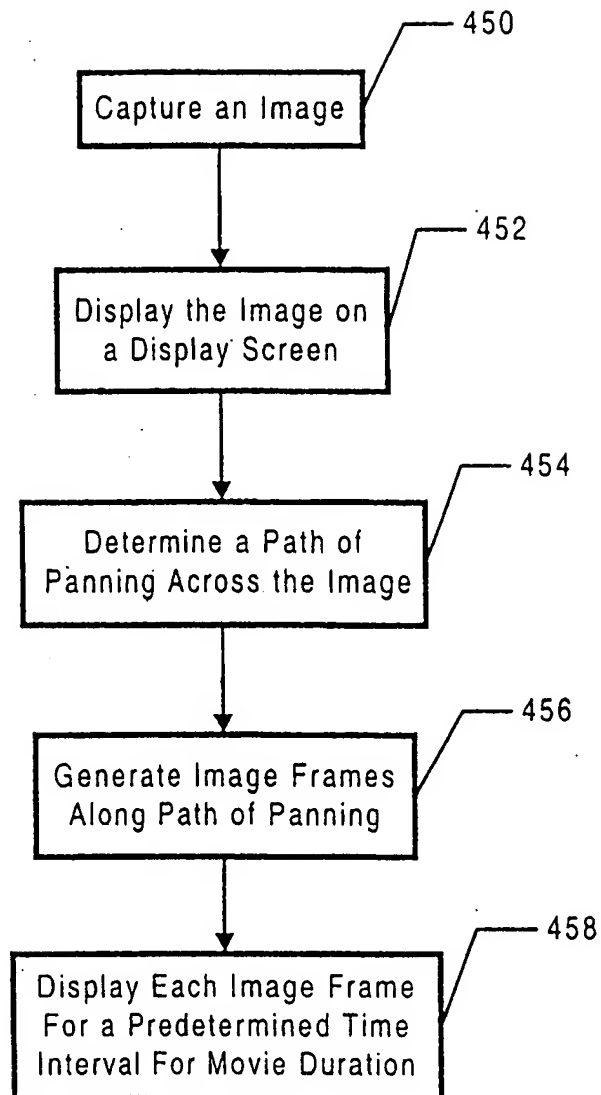 450
Capture an Image
452
Display the Image on
a Display Screen
454
Determine a Path of
Panning Across the Image
456
Generate Image Frames
Along Path of Panning
458
Display Each Image Frame
For a Predetermined Time
Interval For Movie Duration